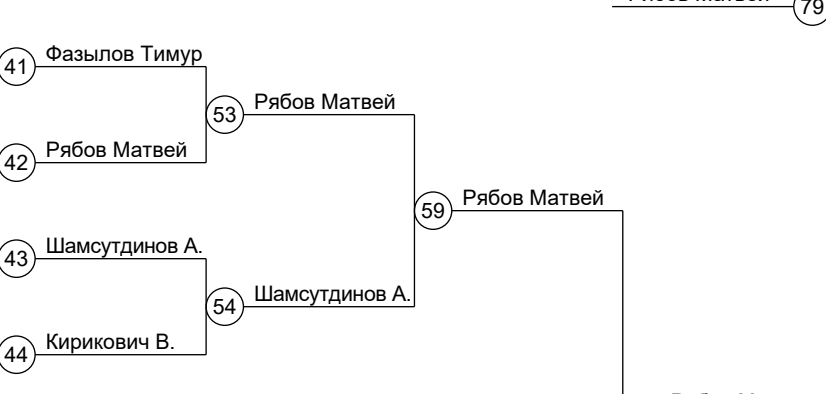 79
41 Фазылов Тимур
53 Рябов Матвей
42 Рябов Матвей
59 Рябов Матвей
43 Шамсутдинов А.
54 Шамсутдинов А.
44 Кирикович В.